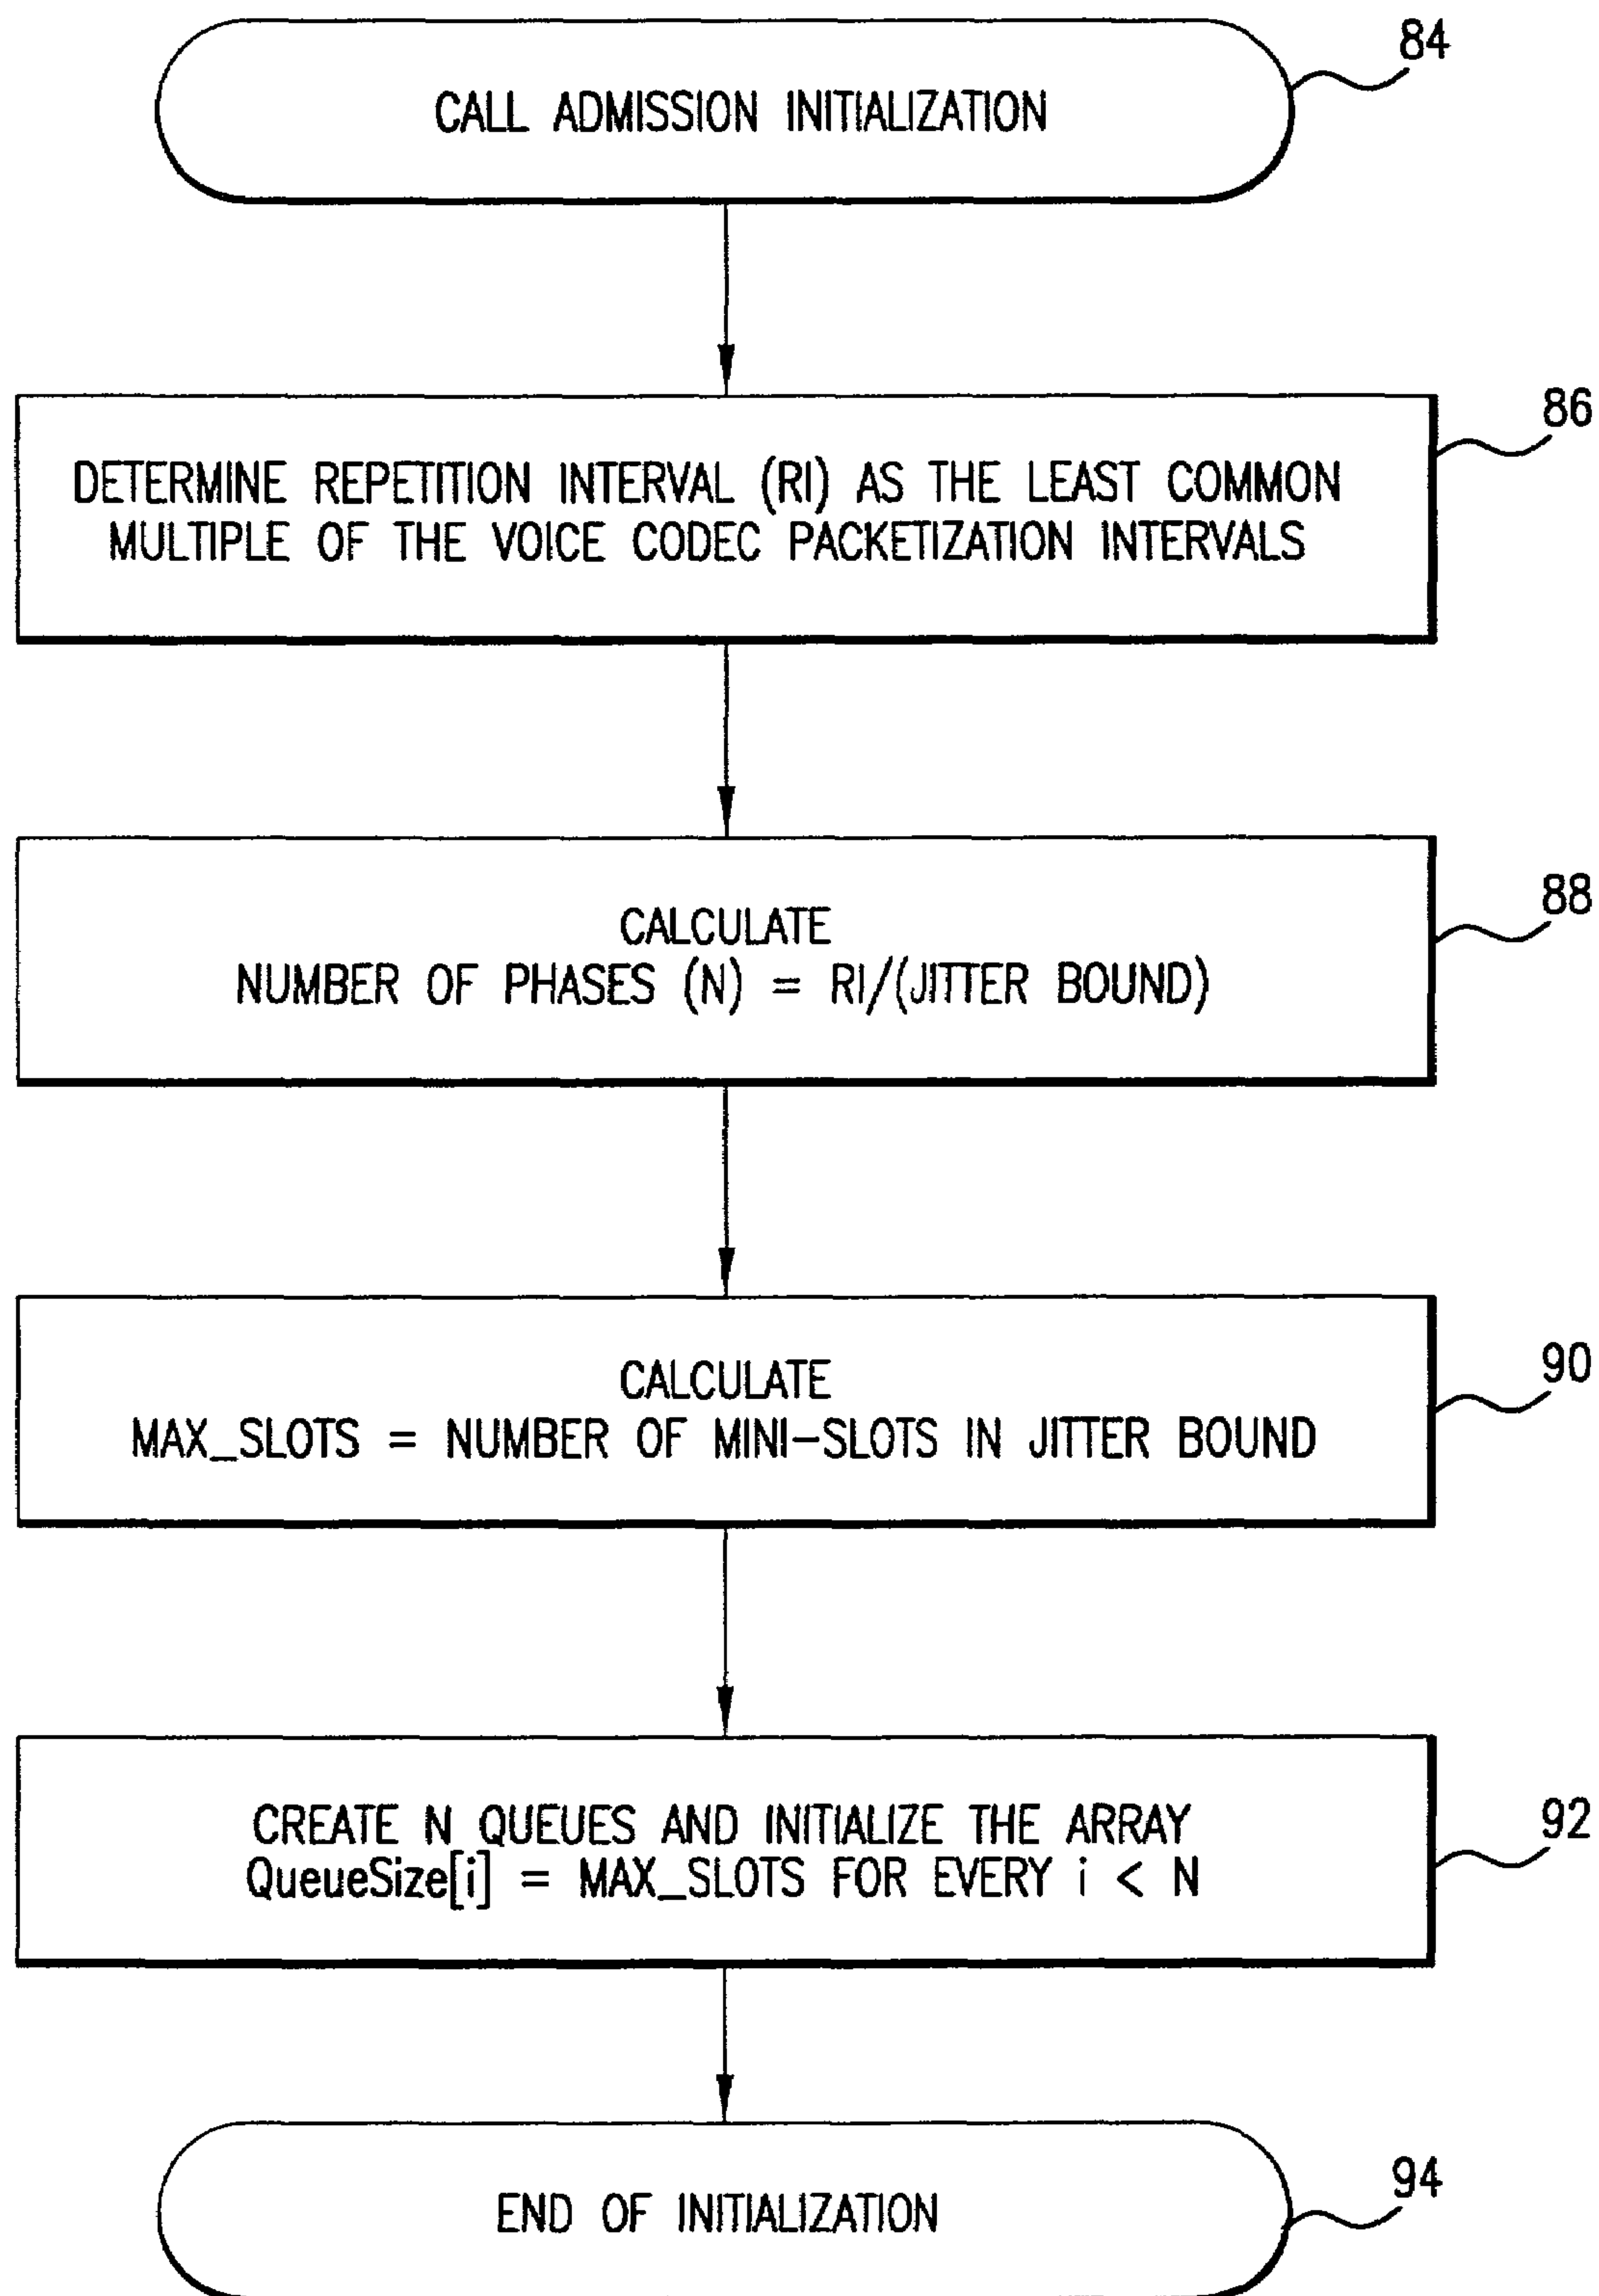 CALL ADMISSION INITIALIZATION
84
DETERMINE REPETITION INTERVAL (RI) AS THE LEAST COMMON
MULTIPLE OF THE VOICE CODEC PACKETIZATION INTERVALS
86
CALCULATE
NUMBER OF PHASES (N) = RI/(JITTER BOUND)
88
CALCULATE
MAX_SLOTS = NUMBER OF MINI-SLOTS IN JITTER BOUND
90
CREATE N QUEUES AND INITIALIZE THE ARRAY
QueueSize[i] = MAX_SLOTS FOR EVERY i < N
92
END OF INITIALIZATION
94